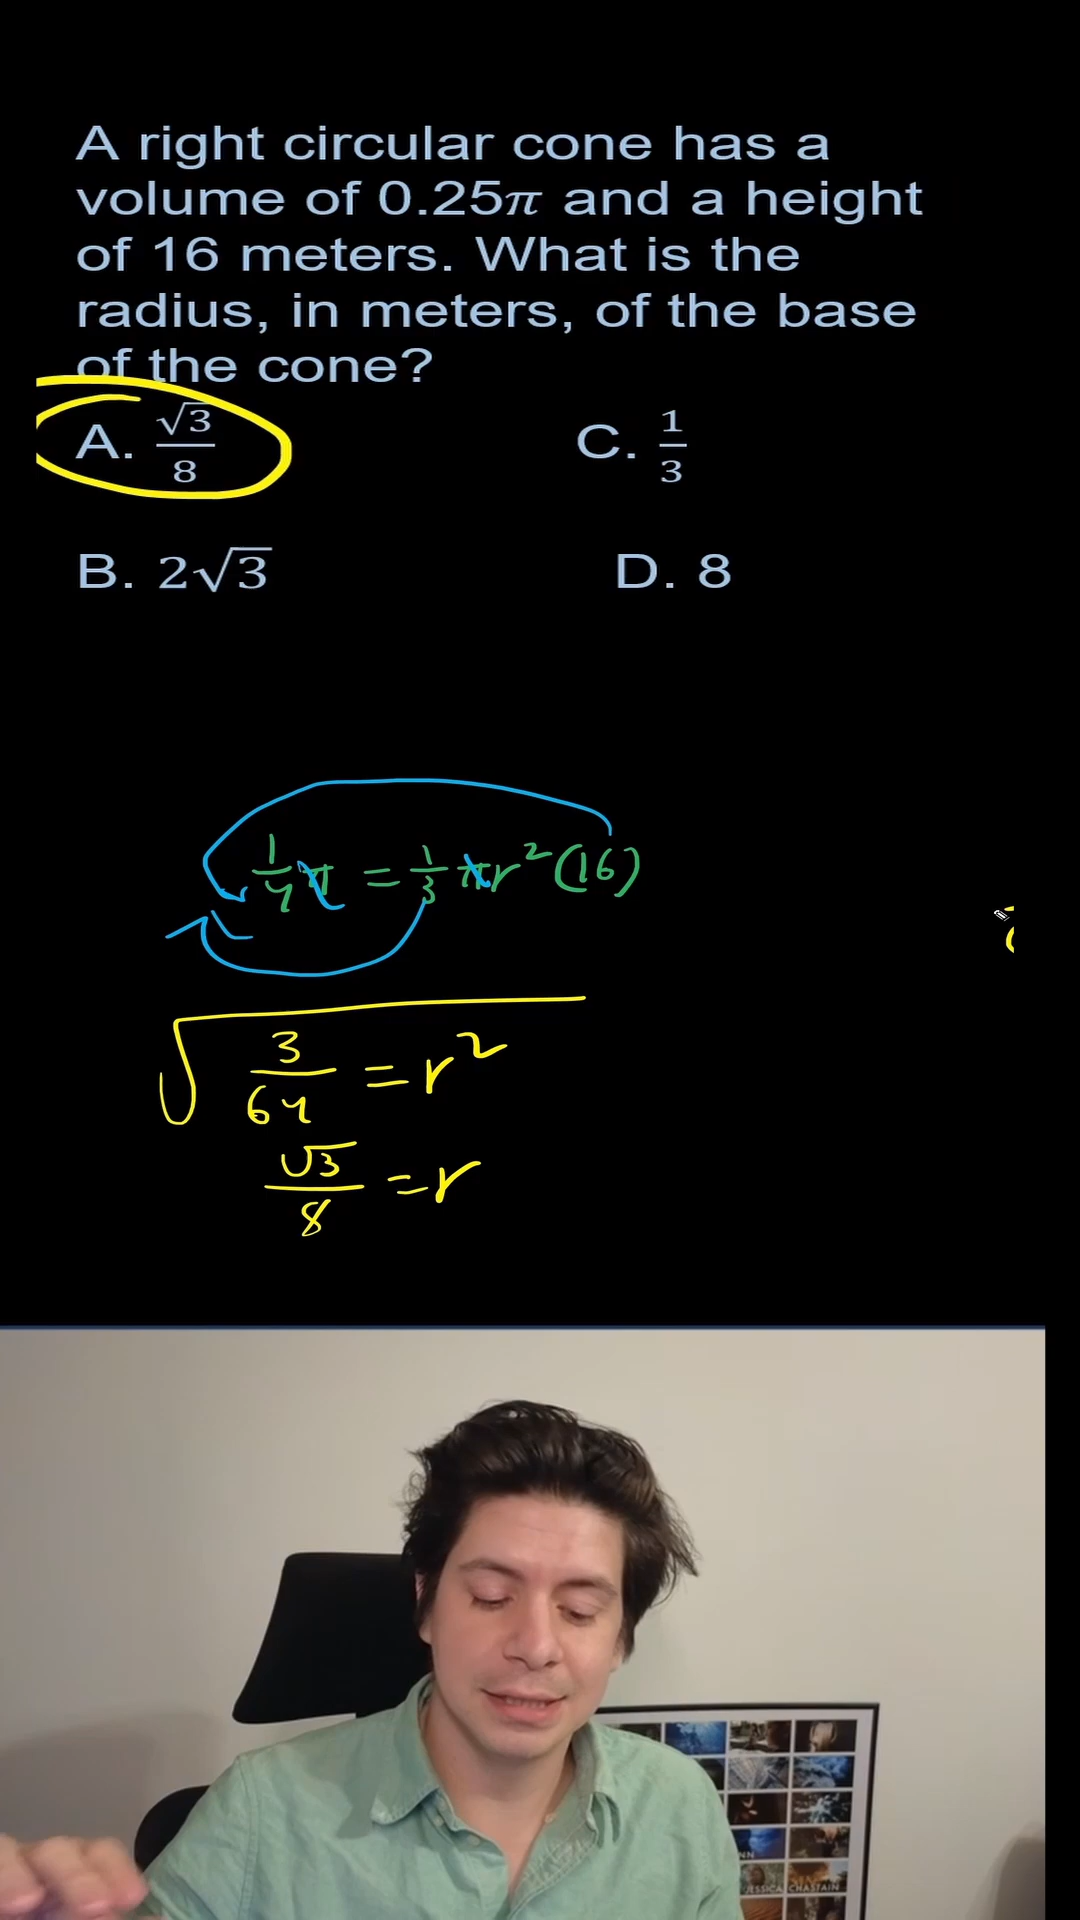 A right circular cone has a
volume of 0.25π and a height
of 16 meters. What is the
radius, in meters, of the base
of the cone?
A. √3/8
C. 1/3
B. 2√3
D. 8
1/4 π = 1/3 πr²(16)
√ 3/64 = r²
√3/8 = r
JESSICA CHASTAIN